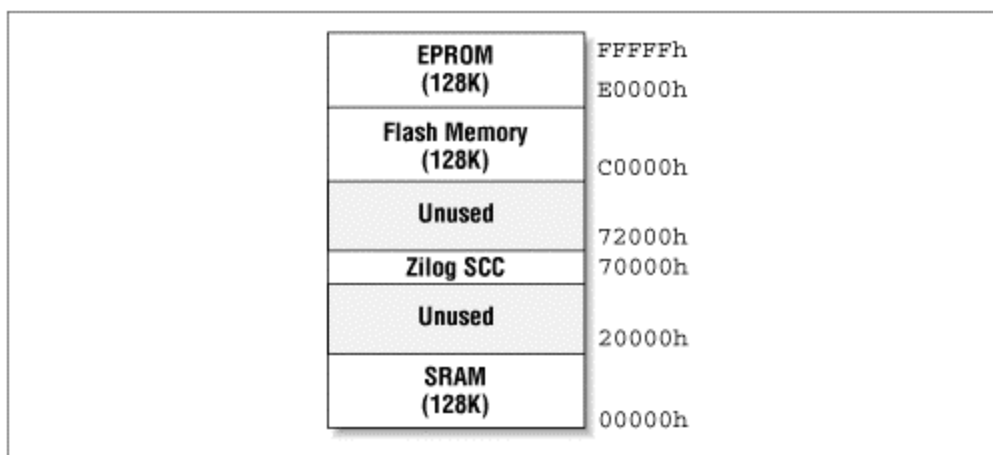 EPROM
(128K)
FFFFFh
E0000h
Flash Memory
(128K)
C0000h
Unused
72000h
Zilog SCC
70000h
Unused
20000h
SRAM
(128K)
00000h